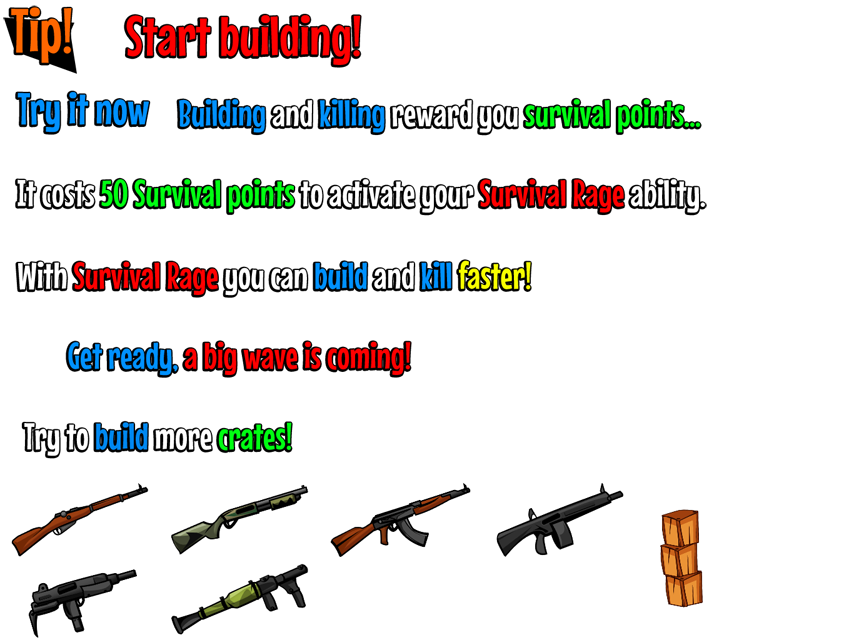 Tip! Start building!
Try it now Building and killing reward you survival points...
It costs 50 Survival points to activate your Survival Rage ability.
With Survival Rage you can build and kill faster!
Get ready, a big wave is coming!
Try to build more crates!